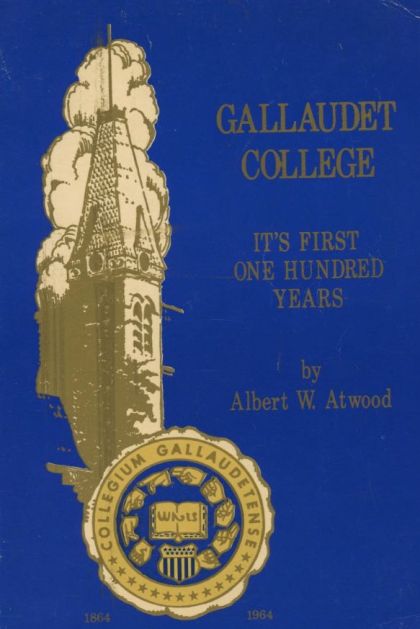 GALLAUDET
COLLEGE
IT'S FIRST
ONE HUNDRED
YEARS
by
Albert W. Atwood
COLLEGIUM GALLAUDETENSE
1864
1964